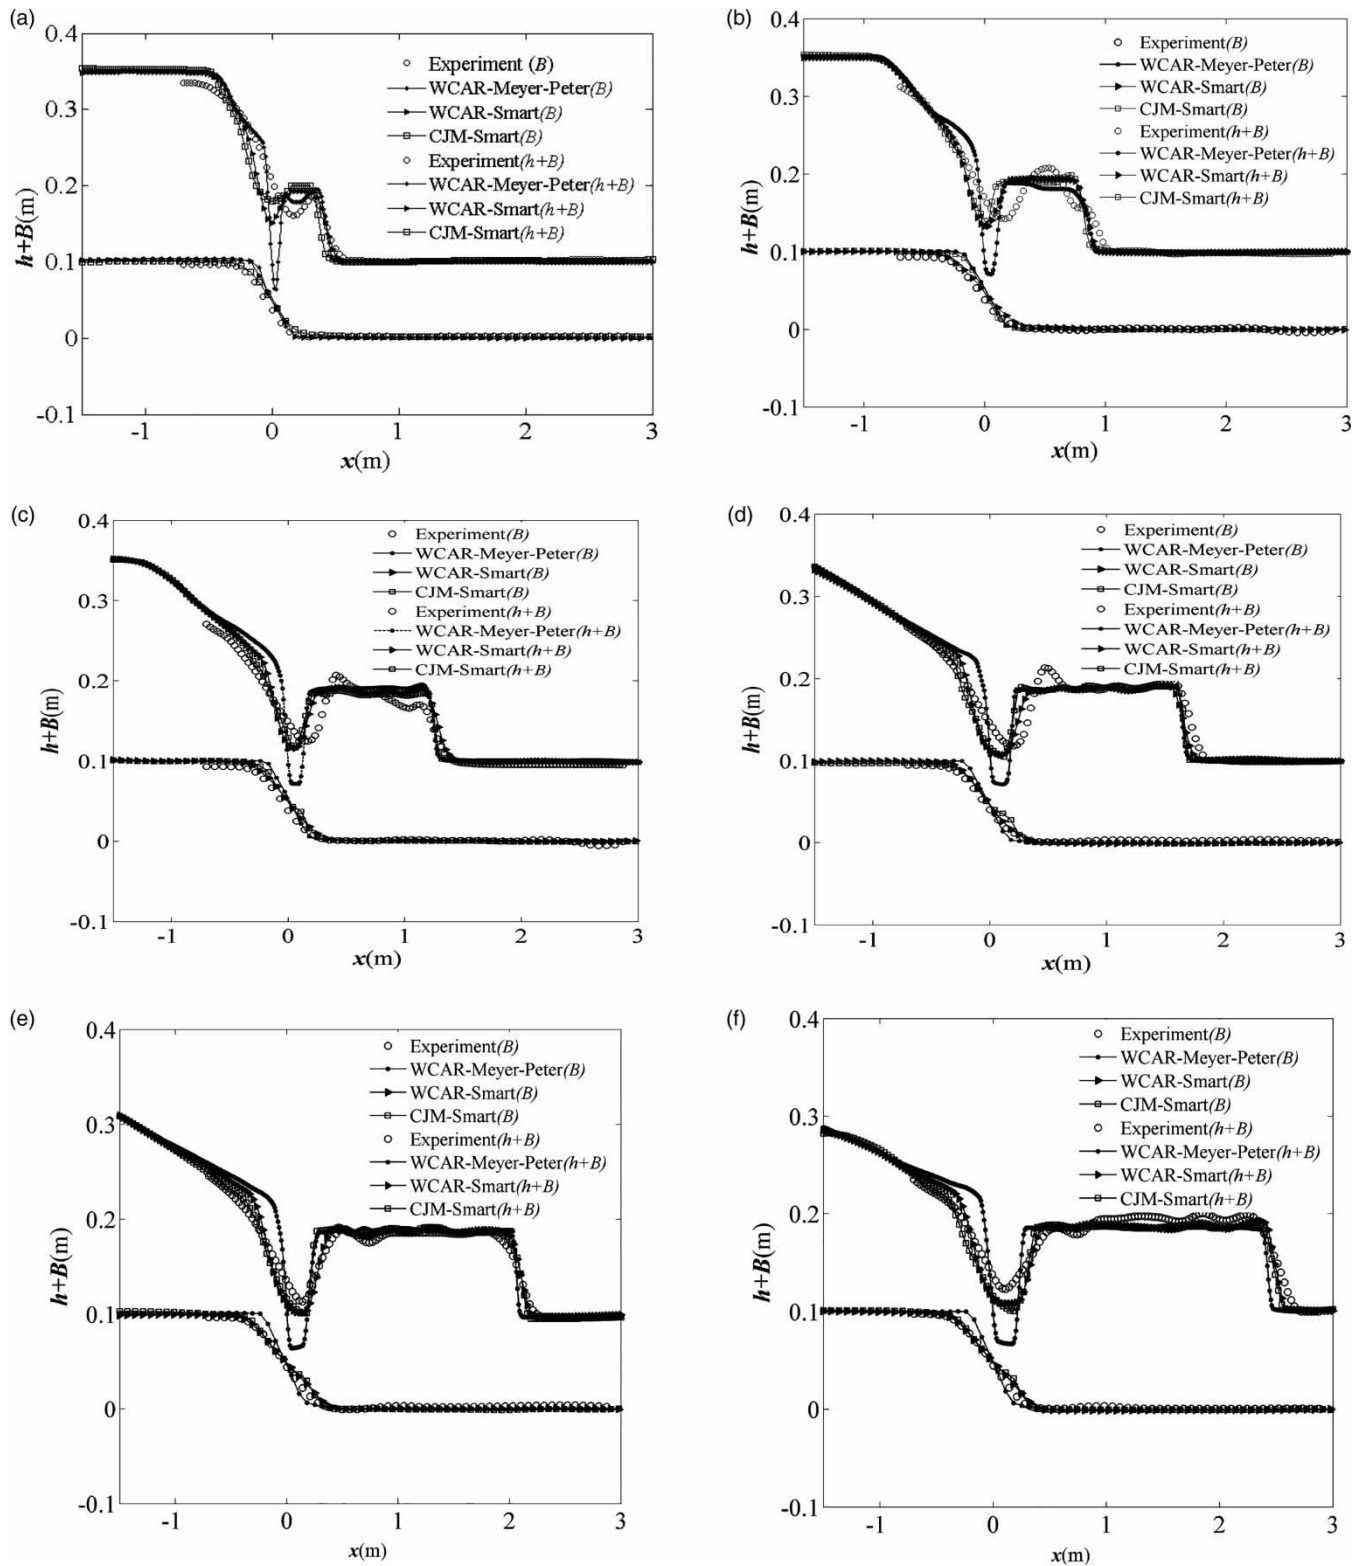 (a)
0.4
0.3
0.2
0.1
0
-0.1
h+B(m)
Experiment (B)
WCAR-Meyer-Peter(B)
WCAR-Smart(B)
CJM-Smart(B)
Experiment(h+B)
WCAR-Meyer-Peter(h+B)
WCAR-Smart(h+B)
CJM-Smart(h+B)
-1 0 1 2 3
x(m)
(b)
0.4
0.3
0.2
0.1
0
-0.1
h+B(m)
Experiment(B)
WCAR-Meyer-Peter(B)
WCAR-Smart(B)
CJM-Smart(B)
Experiment(h+B)
WCAR-Meyer-Peter(h+B)
WCAR-Smart(h+B)
CJM-Smart(h+B)
-1 0 1 2 3
x(m)
(c)
0.4
0.3
0.2
0.1
0
-0.1
h+B(m)
Experiment(B)
WCAR-Meyer-Peter(B)
WCAR-Smart(B)
CJM-Smart(B)
Experiment(h+B)
WCAR-Meyer-Peter(h+B)
WCAR-Smart(h+B)
CJM-Smart(h+B)
-1 0 1 2 3
x(m)
(d)
0.4
0.3
0.2
0.1
0
-0.1
h+B(m)
Experiment(B)
WCAR-Meyer-Peter(B)
WCAR-Smart(B)
CJM-Smart(B)
Experiment(h+B)
WCAR-Meyer-Peter(h+B)
WCAR-Smart(h+B)
CJM-Smart(h+B)
-1 0 1 2 3
x(m)
(e)
0.4
0.3
0.2
0.1
0
-0.1
h+B(m)
Experiment(B)
WCAR-Meyer-Peter(B)
WCAR-Smart(B)
CJM-Smart(B)
Experiment(h+B)
WCAR-Meyer-Peter(h+B)
WCAR-Smart(h+B)
CJM-Smart(h+B)
-1 0 1 2 3
x(m)
(f)
0.4
0.3
0.2
0.1
0
-0.1
h+B(m)
Experiment(B)
WCAR-Meyer-Peter(B)
WCAR-Smart(B)
CJM-Smart(B)
Experiment(h+B)
WCAR-Meyer-Peter(h+B)
WCAR-Smart(h+B)
CJM-Smart(h+B)
-1 0 1 2 3
x(m)